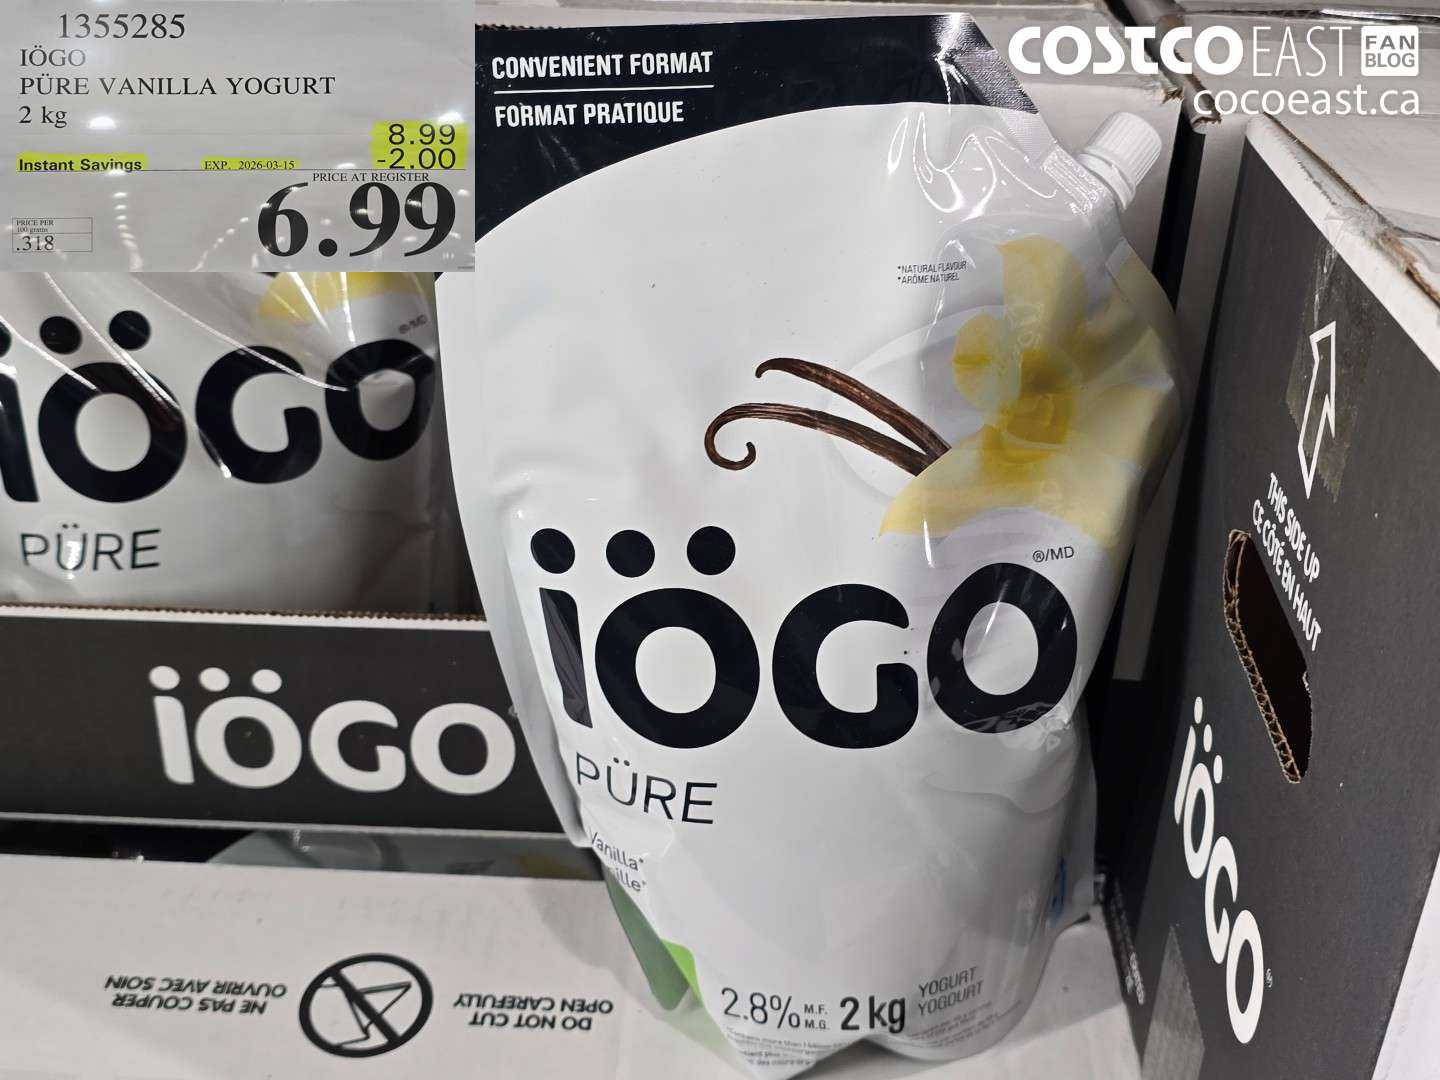 1355285
IÖGO
PÜRE VANILLA YOGURT
2 kg
8.99
Instant Savings
EXP. 2026-03-15
-2.00
PRICE AT REGISTER
6.99
PRICE PER
100 grams
.318
COSTCO EAST FAN BLOG
cocoeast.ca
CONVENIENT FORMAT
FORMAT PRATIQUE
*NATURAL FLAVOUR
*ARÔME NATUREL
iöGO
®/MD
PÜRE
Vanilla*
2.8% M.F.
M.G.
2 kg
YOGURT
YOGOURT
iöGO
®/MD
PÜRE
iöGO
NE PAS COUPER
OUVRIR AVEC SOIN
DO NOT CUT
OPEN CAREFULLY
THIS SIDE UP
CE CÔTÉ EN HAUT
iöGO®